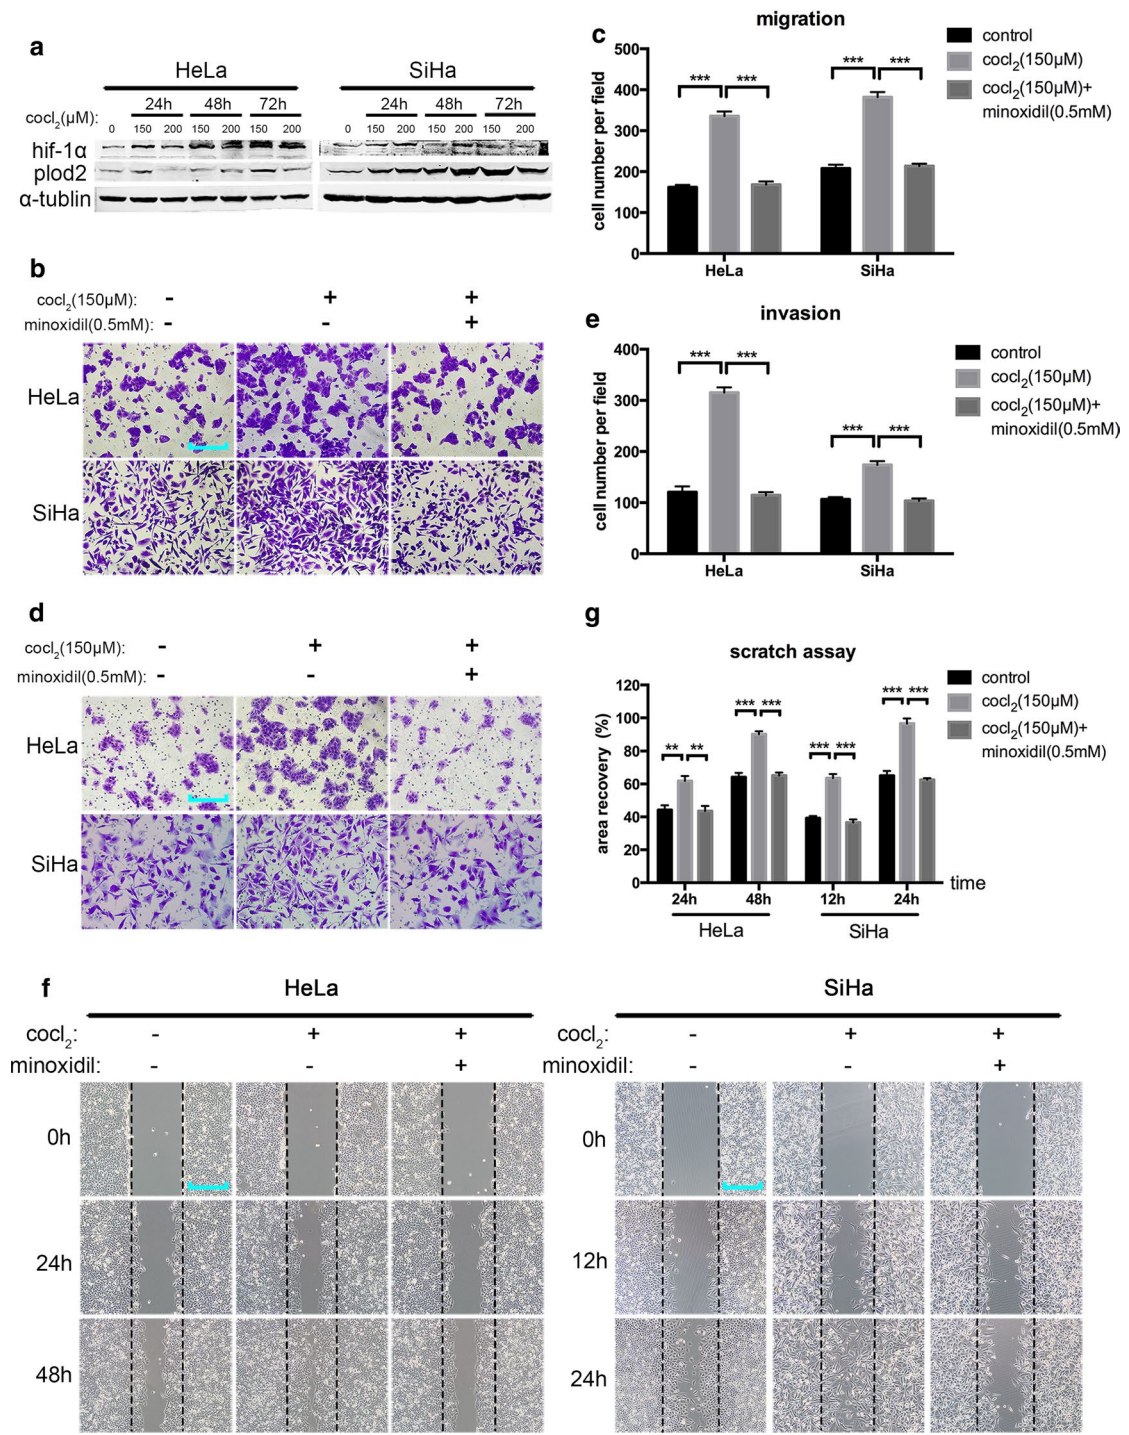 a
HeLa SiHa
24h 48h 72h 24h 48h 72h
cocl2(μM): 0 150 200 150 200 150 200 0 150 200 150 200 150 200
hif-1α
plod2
α-tublin
b
cocl2(150μM): - + +
minoxidil(0.5mM): - - +
HeLa
SiHa
c
migration
control
cocl2(150μM)
cocl2(150μM)+
minoxidil(0.5mM)
cell number per field
500
400
300
200
100
0
*** *** *** ***
HeLa SiHa
d
cocl2(150μM): - + +
minoxidil(0.5mM): - - +
HeLa
SiHa
e
invasion
control
cocl2(150μM)
cocl2(150μM)+
minoxidil(0.5mM)
cell number per field
400
300
200
100
0
*** *** *** ***
HeLa SiHa
g
scratch assay
control
cocl2(150μM)
cocl2(150μM)+
minoxidil(0.5mM)
area recovery (%)
120
100
80
60
40
20
0
** ** *** *** *** *** *** ***
24h 48h 12h 24h time
HeLa SiHa
f
HeLa
cocl2: - + +
minoxidil: - - +
0h
24h
48h
SiHa
cocl2: - + +
minoxidil: - - +
0h
12h
24h